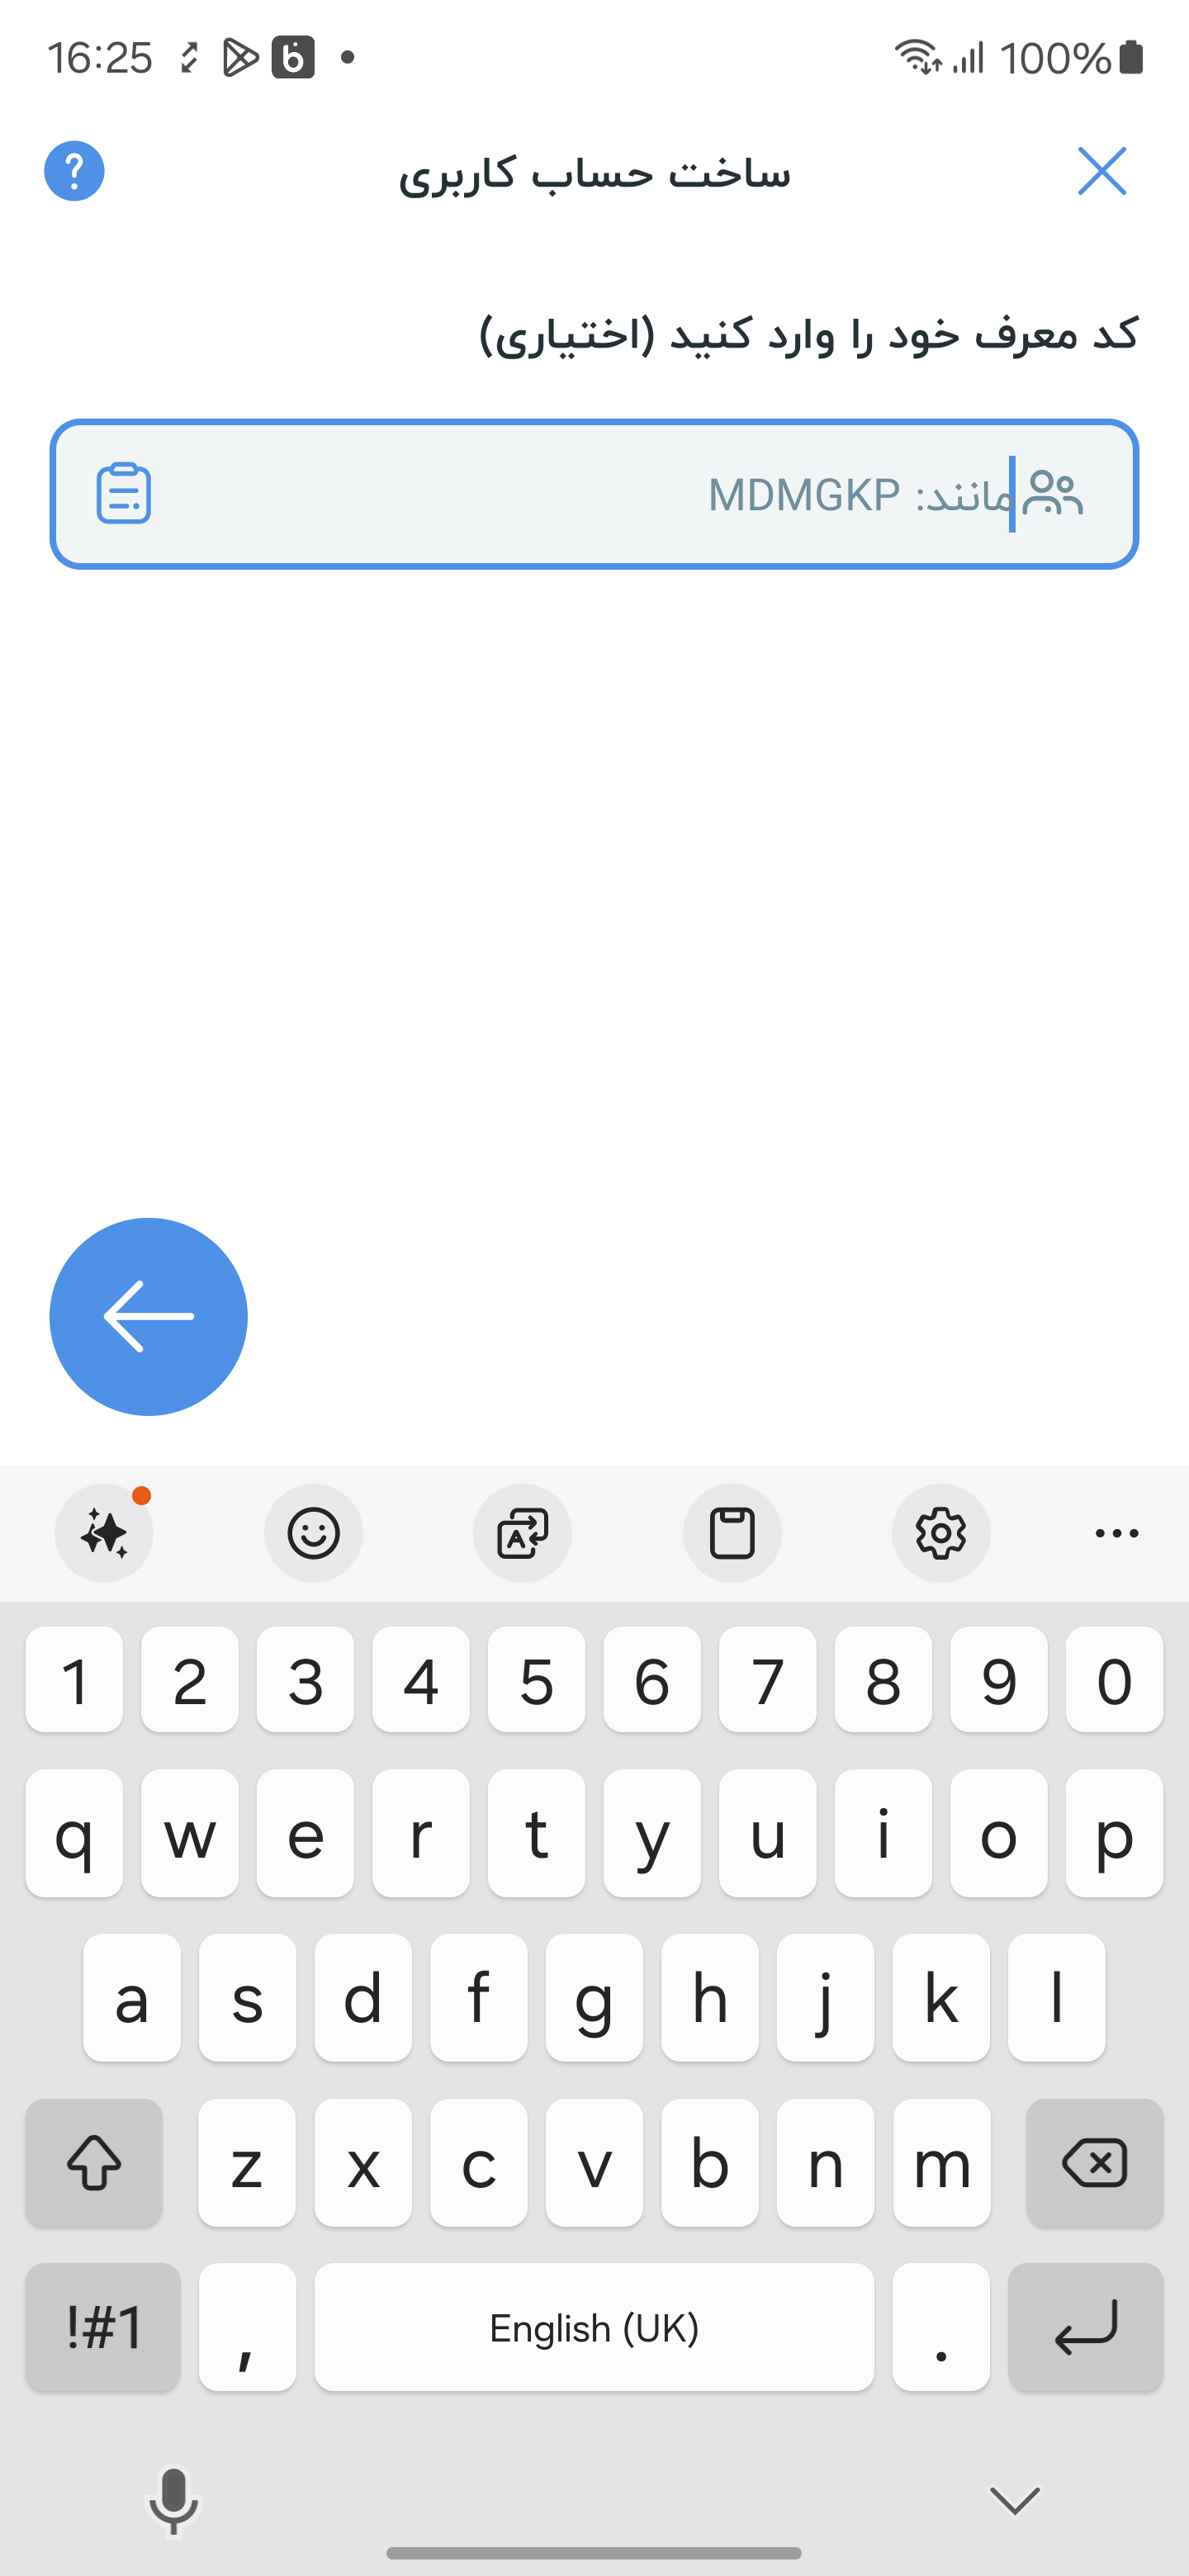 16:25
100%
ساخت حساب کاربری
کد معرف خود را وارد کنید (اختیاری)
مانند: MDMGKP
1 2 3 4 5 6 7 8 9 0
q w e r t y u i o p
a s d f g h j k l
z x c v b n m
!#1 , English (UK) .